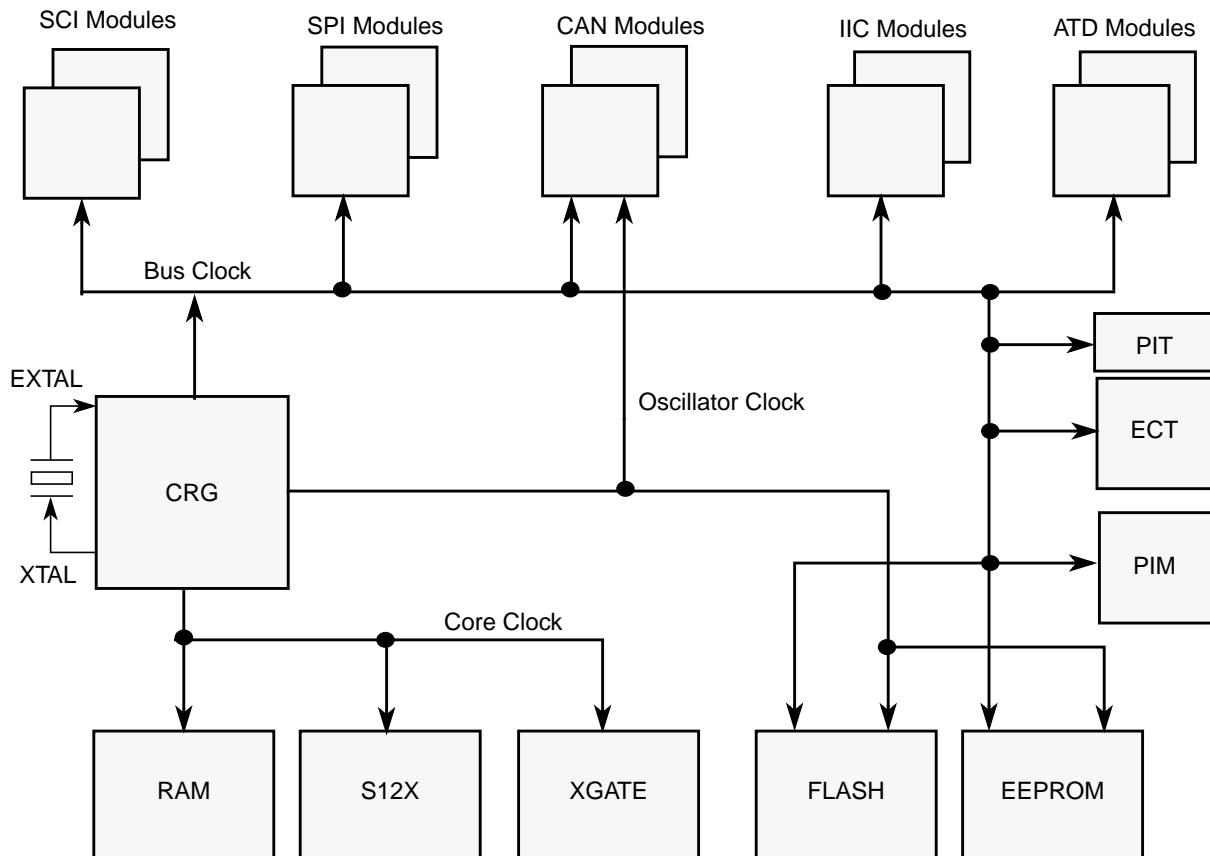 SCI Modules
SPI Modules
CAN Modules
IIC Modules
ATD Modules
Bus Clock
PIT
EXTAL
Oscillator Clock
ECT
CRG
XTAL
PIM
Core Clock
RAM
S12X
XGATE
FLASH
EEPROM